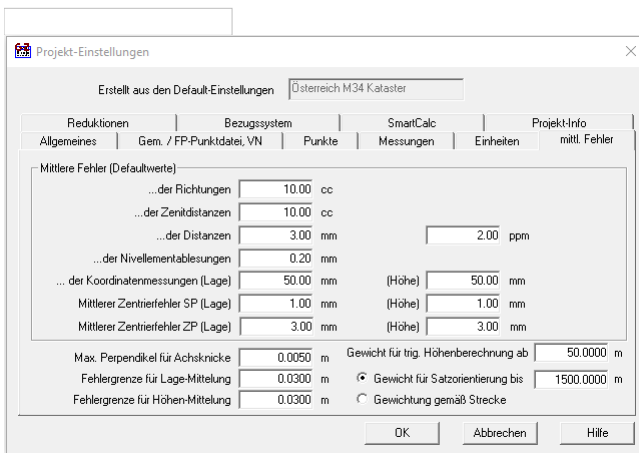 Projekt-Einstellungen
Erstellt aus den Default-Einstellungen Österreich M34 Kataster
Reduktionen Bezugssystem SmartCalc Projekt-Info
Allgemeines Gem. / FP-Punktdatei, VN Punkte Messungen Einheiten mittl. Fehler
Mittlere Fehler (Defaultwerte)
...der Richtungen 10.00 cc
...der Zenitdistanzen 10.00 cc
...der Distanzen 3.00 mm 2.00 ppm
...der Nivellementablesungen 0.20 mm
... der Koordinatenmessungen (Lage) 50.00 mm (Höhe) 50.00 mm
Mittlerer Zentrierfehler SP (Lage) 1.00 mm (Höhe) 1.00 mm
Mittlerer Zentrierfehler ZP (Lage) 3.00 mm (Höhe) 3.00 mm
Max. Perpendikel für Achsknicke 0.0050 m Gewicht für trig. Höhenberechnung ab 50.0000 m
Fehlergrenze für Lage-Mittelung 0.0300 m Gewicht für Satzorientierung bis 1500.0000 m
Fehlergrenze für Höhen-Mittelung 0.0300 m Gewichtung gemäß Strecke
OK Abbrechen Hilfe